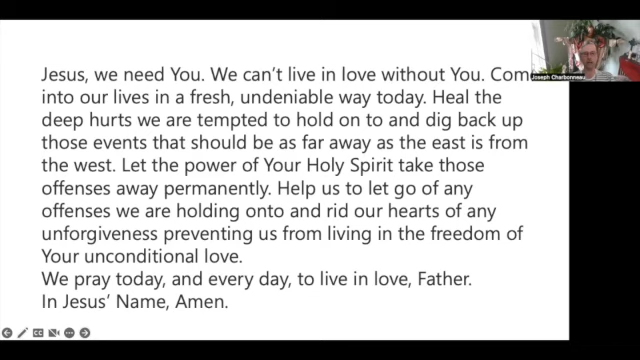 Jesus, we need You. We can't live in love without You. Come
into our lives in a fresh, undeniable way today. Heal the
deep hurts we are tempted to hold on to and dig back up
those events that should be as far away as the east is from
the west. Let the power of Your Holy Spirit take those
offenses away permanently. Help us to let go of any
offenses we are holding onto and rid our hearts of any
unforgiveness preventing us from living in the freedom of
Your unconditional love.
We pray today, and every day, to live in love, Father.
In Jesus' Name, Amen.
Joseph Charbonneau